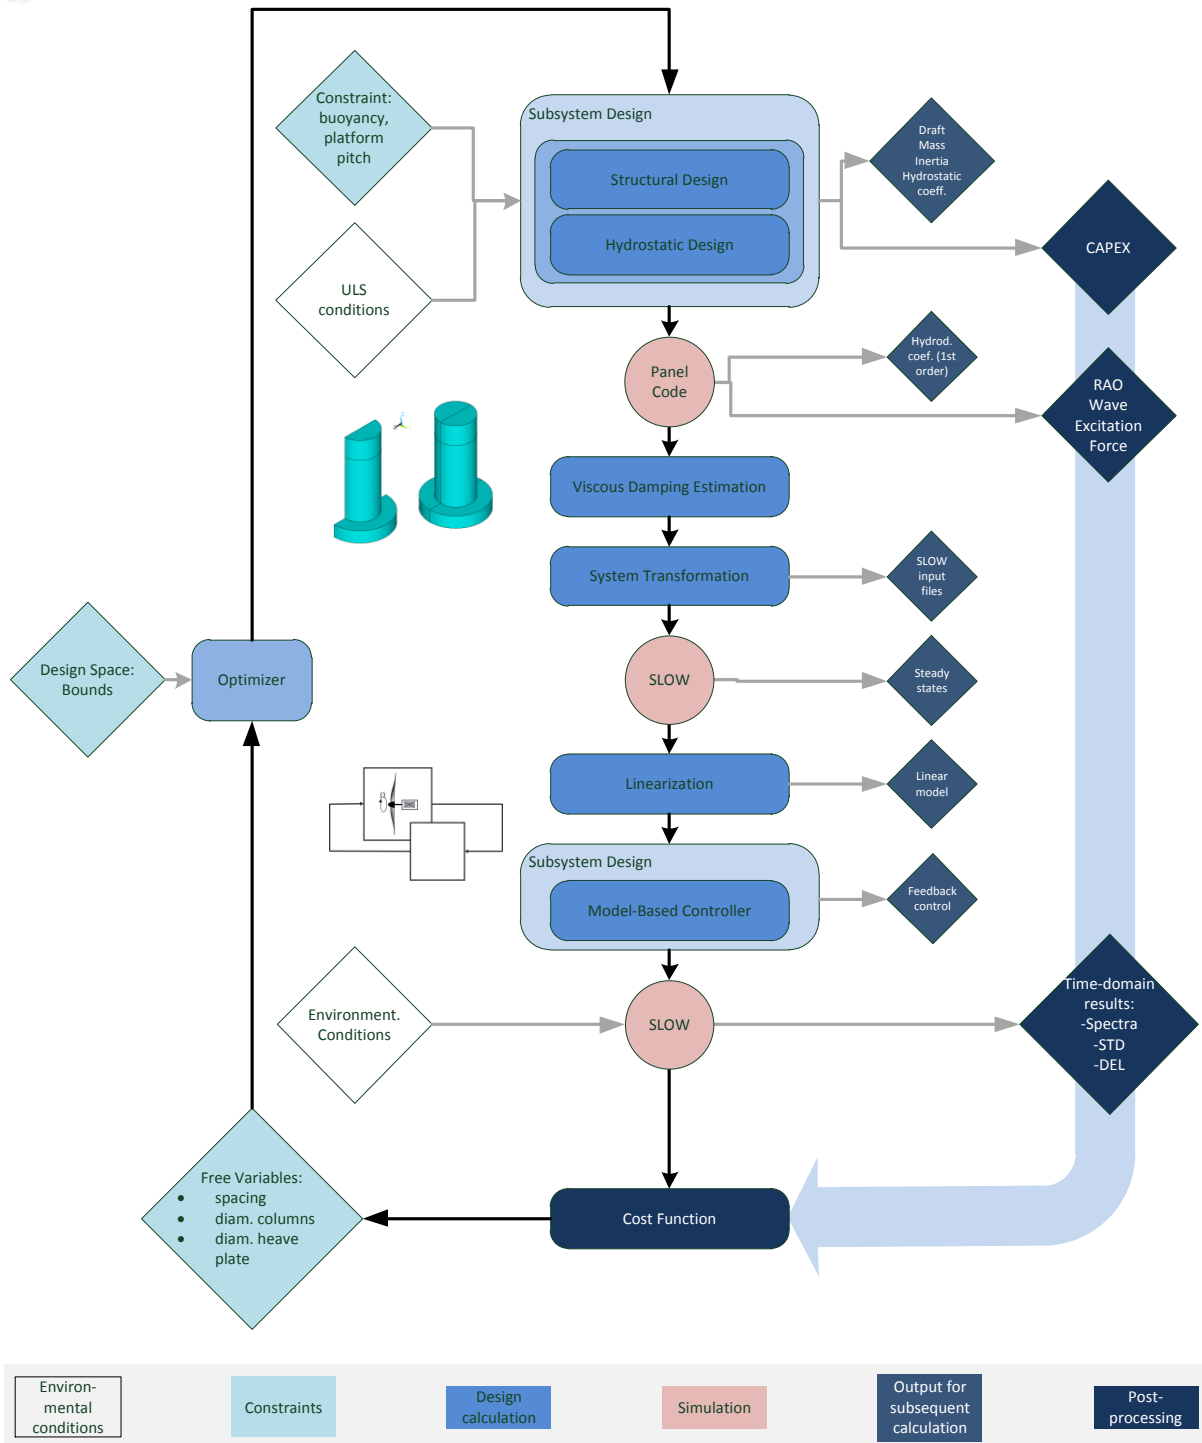 Subsystem Design
Constraint:
buoyancy,
platform
pitch
Structural Design
Hydrostatic Design
Draft
Mass
Inertia
Hydrostatic
coeff.
CAPEX
ULS
conditions
Panel
Code
Hydrod.
coef. (1st
order)
RAO
Wave
Excitation
Force
Viscous Damping Estimation
System Transformation
SLOW
input
files
Design Space:
Bounds
Optimizer
SLOW
Steady
states
Linearization
Linear
model
Subsystem Design
Model-Based Controller
Feedback
control
Environment.
Conditions
SLOW
Time-domain
results:
-Spectra
-STD
-DEL
Free Variables:
• spacing
• diam. columns
• diam. heave
plate
Cost Function
Environ-
mental
conditions
Constraints
Design
calculation
Simulation
Output for
subsequent
calculation
Post-
processing